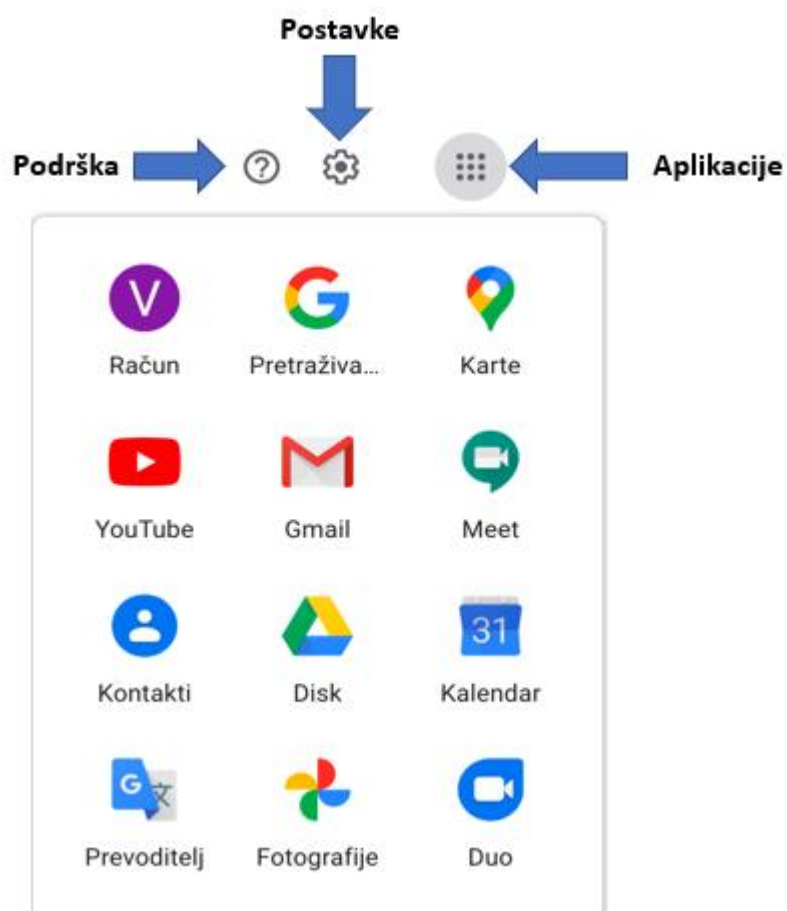 Postavke
Podrška
Aplikacije
V
Račun
Pretraživa...
Karte
YouTube
Gmail
Meet
31
Kontakti
Disk
Kalendar
G 文
Prevoditelj
Fotografije
Duo